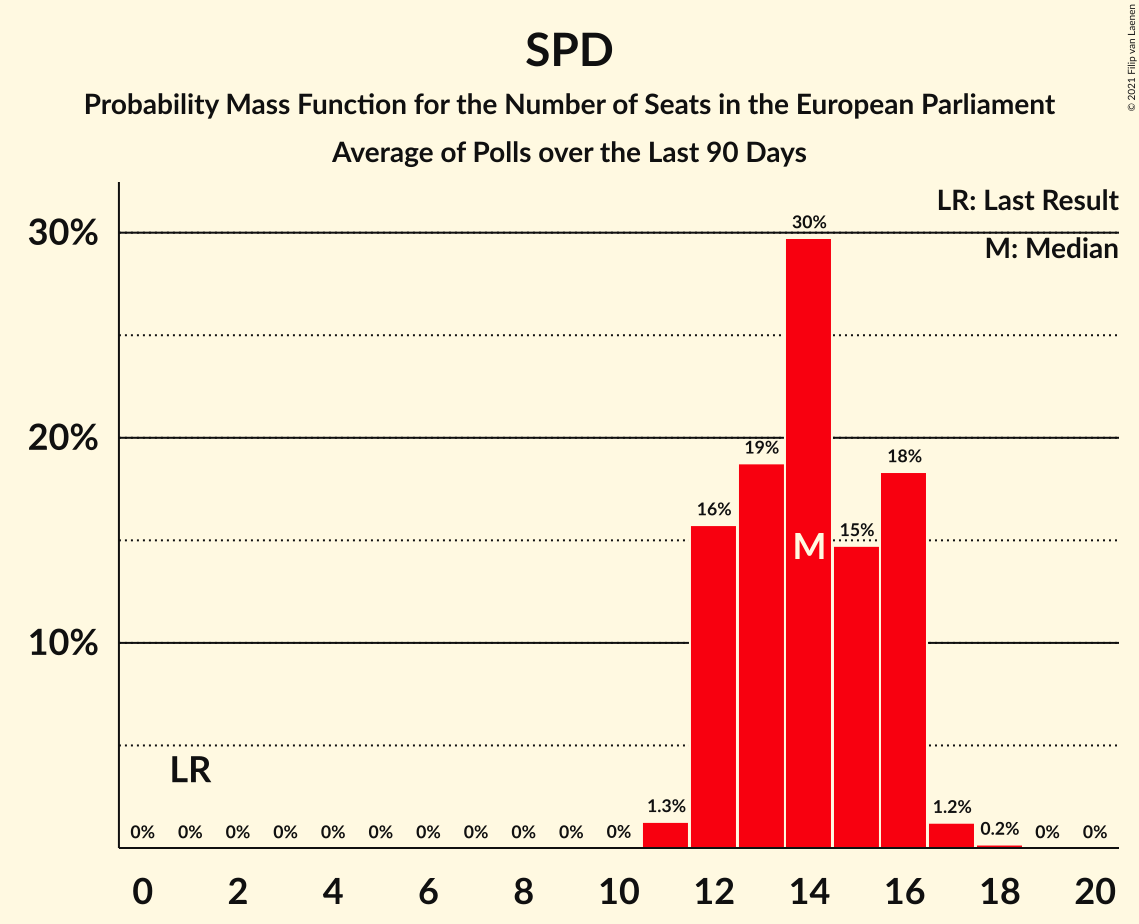 SPD
Probability Mass Function for the Number of Seats in the European Parliament
Average of Polls over the Last 90 Days
© 2021 Filip van Laenen
LR: Last Result
M: Median
30%
20%
10%
0% 0% 0% 0% 0% 0% 0% 0% 0% 0% 0% 1.3% 16% 19% 30% 15% 18% 1.2% 0.2% 0% 0%
LR
M
0 2 4 6 8 10 12 14 16 18 20